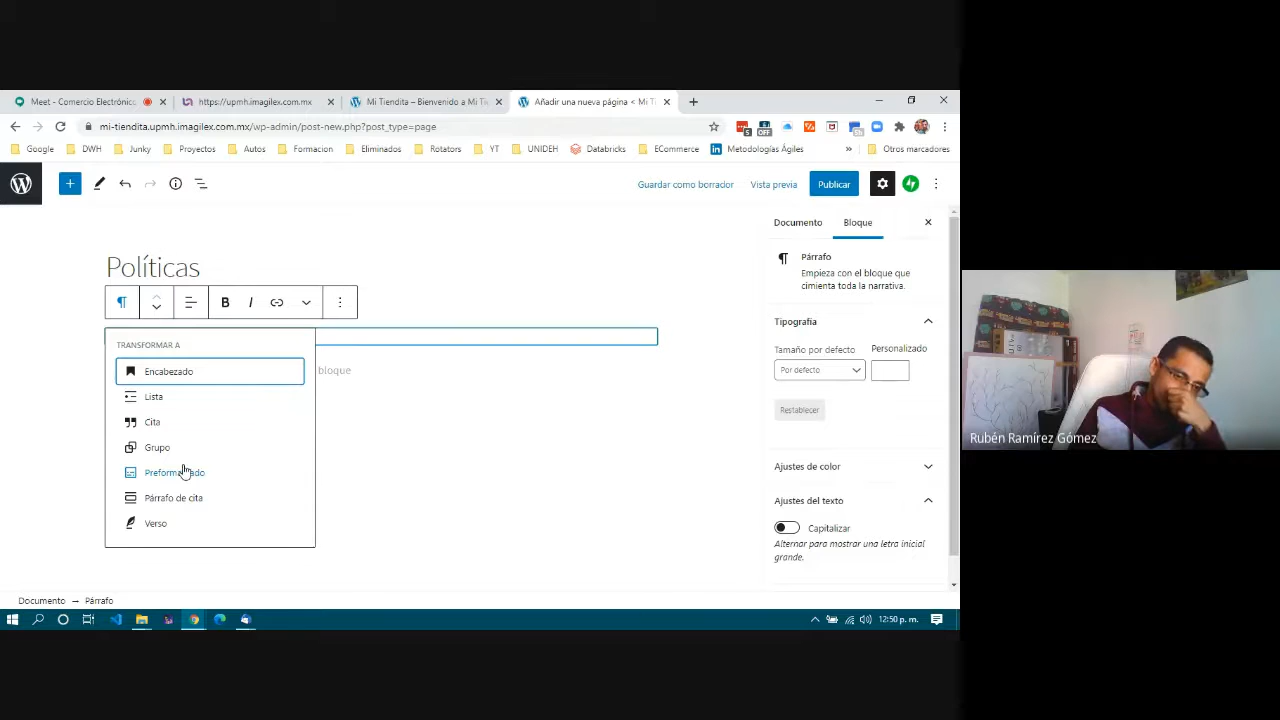 Meet - Comercio Electrónic
https://upmh.imagilex.com.mx/
Mi Tiendita – Bienvenido a Mi Ti
Añadir una nueva página < Mi Ti
mi-tiendita.upmh.imagilex.com.mx/wp-admin/post-new.php?post_type=page
5
OFF
Google
DWH
Junky
Proyectos
Autos
Formacion
Eliminados
Rotators
YT
UNIDEH
Databricks
ECommerce
Metodologías Ágiles
»
Otros marcadores
Guardar como borrador
Vista previa
Publicar
Documento
Bloque
Políticas
B
I
Párrafo
Empieza con el bloque que
cimienta toda la narrativa.
TRANSFORMAR A
Encabezado
bloque
Lista
Cita
Grupo
Párrafo de cita
Verso
Tipografía
Tamaño por defecto
Personalizado
Por defecto
Restablecer
Ajustes de color
Ajustes del texto
Capitalizar
Alternar para mostrar una letra inicial
grande.
Documento → Párrafo
12:50 p. m.
Rubén Ramírez Gómez